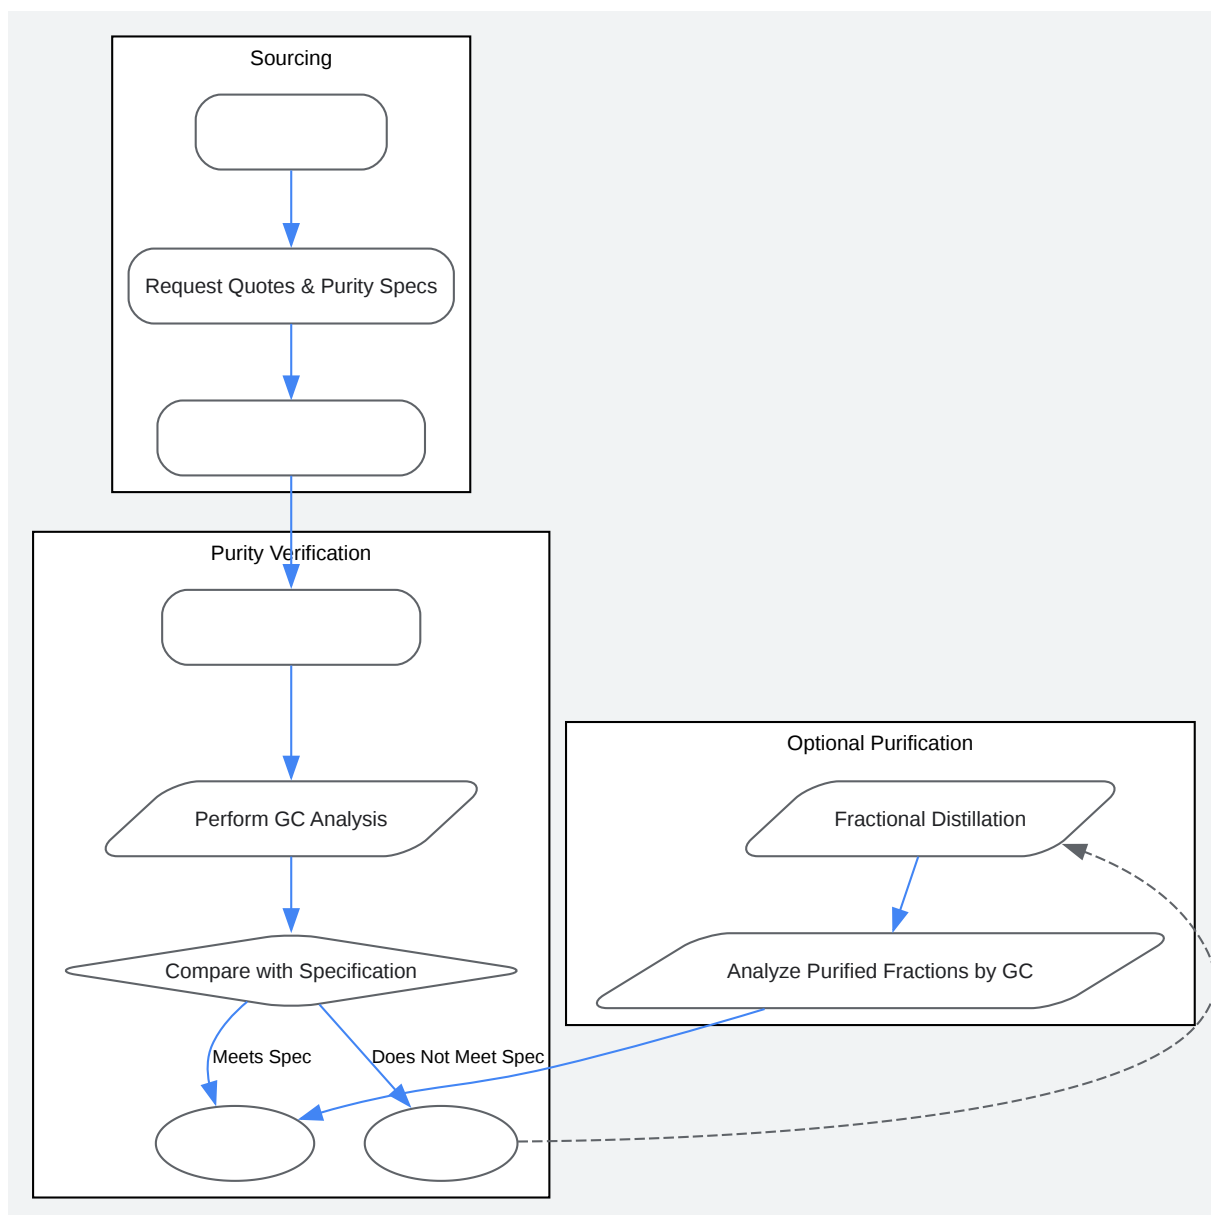 Sourcing
Request Quotes & Purity Specs
Purity Verification
Optional Purification
Perform GC Analysis
Fractional Distillation
Compare with Specification
Analyze Purified Fractions by GC
Meets Spec
Does Not Meet Spec